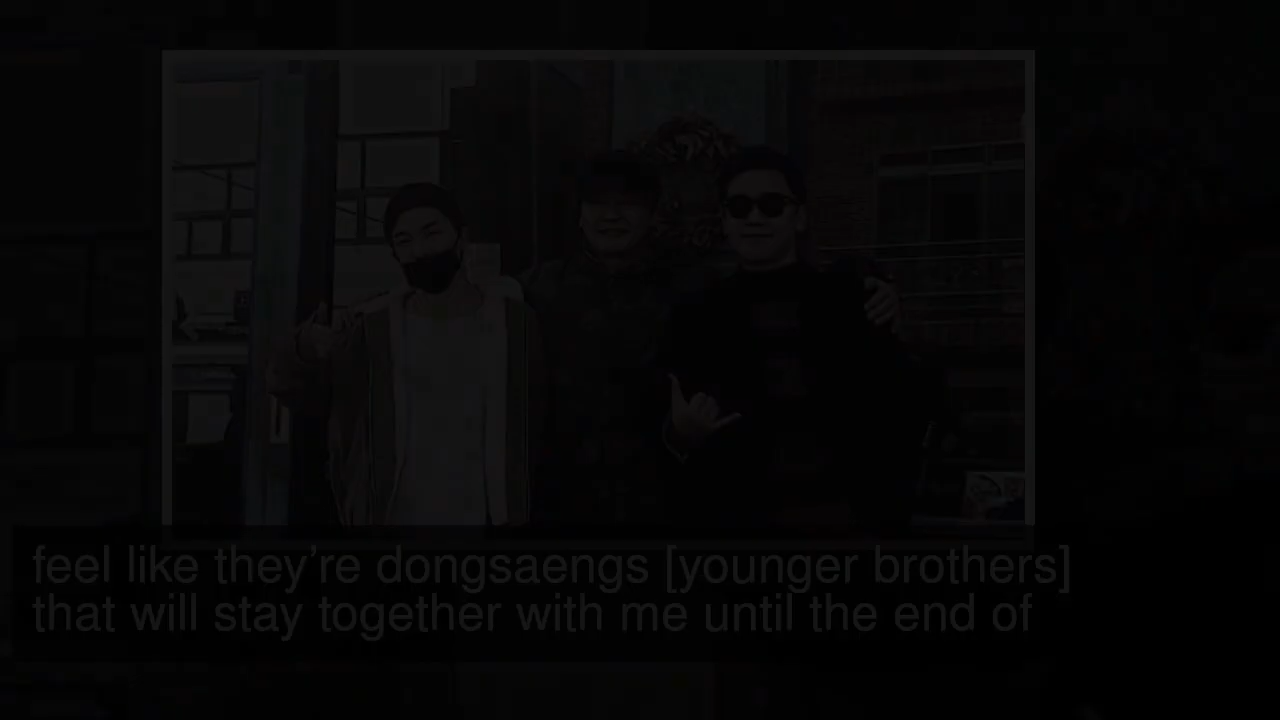 feel like they're dongsaengs [younger brothers]
that will stay together with me until the end of